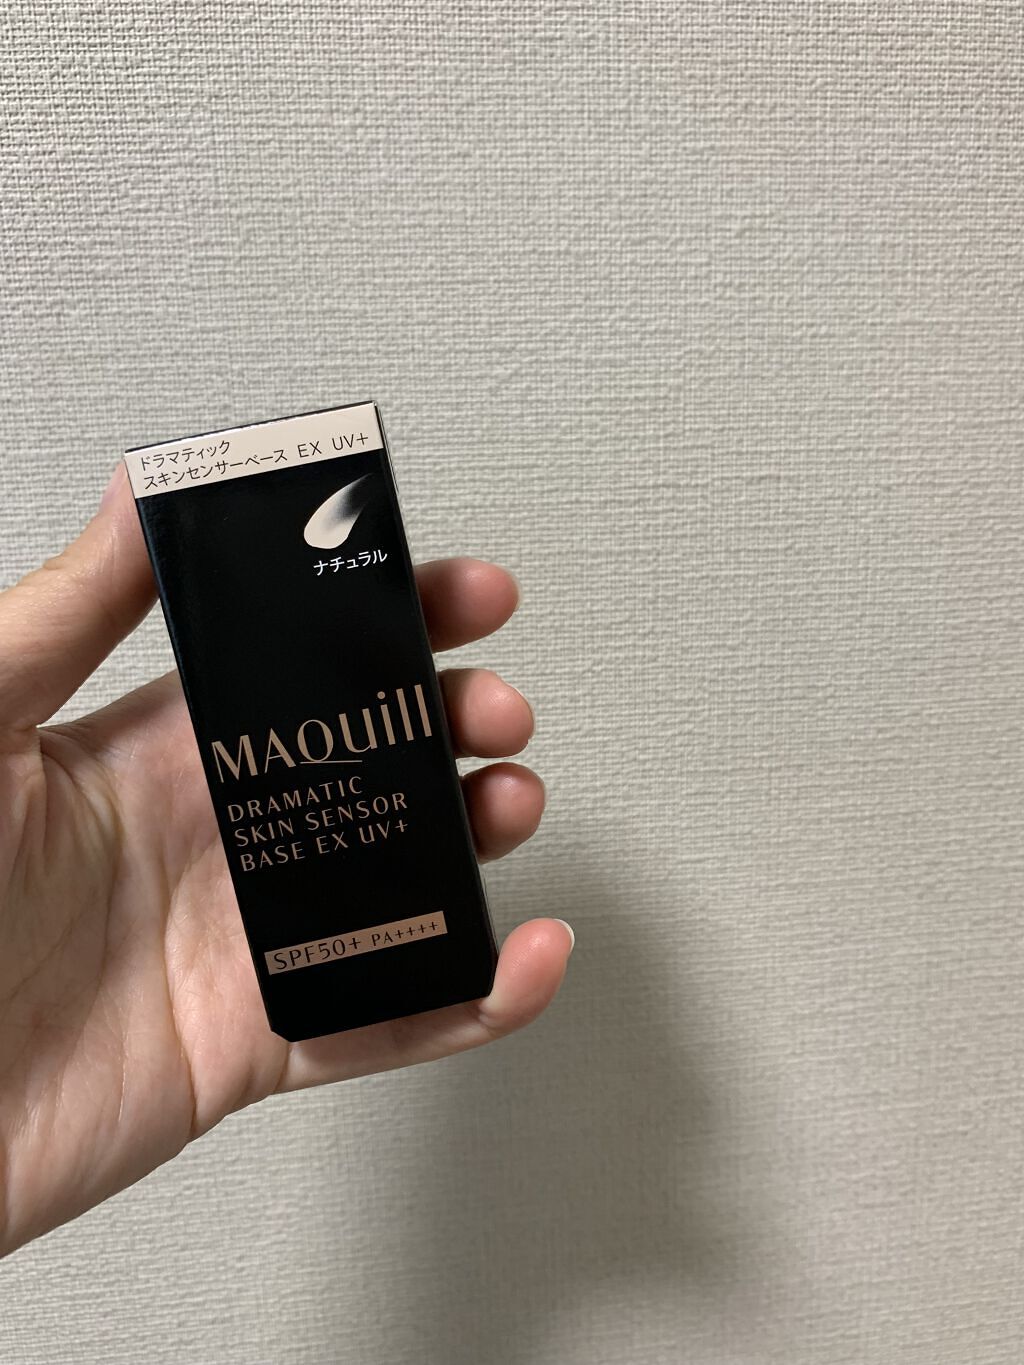 ドラマティック
スキンセンサーベース EX UV+
ナチュラル
MAQuill
DRAMATIC
SKIN SENSOR
BASE EX UV+
SPF50+ PA++++